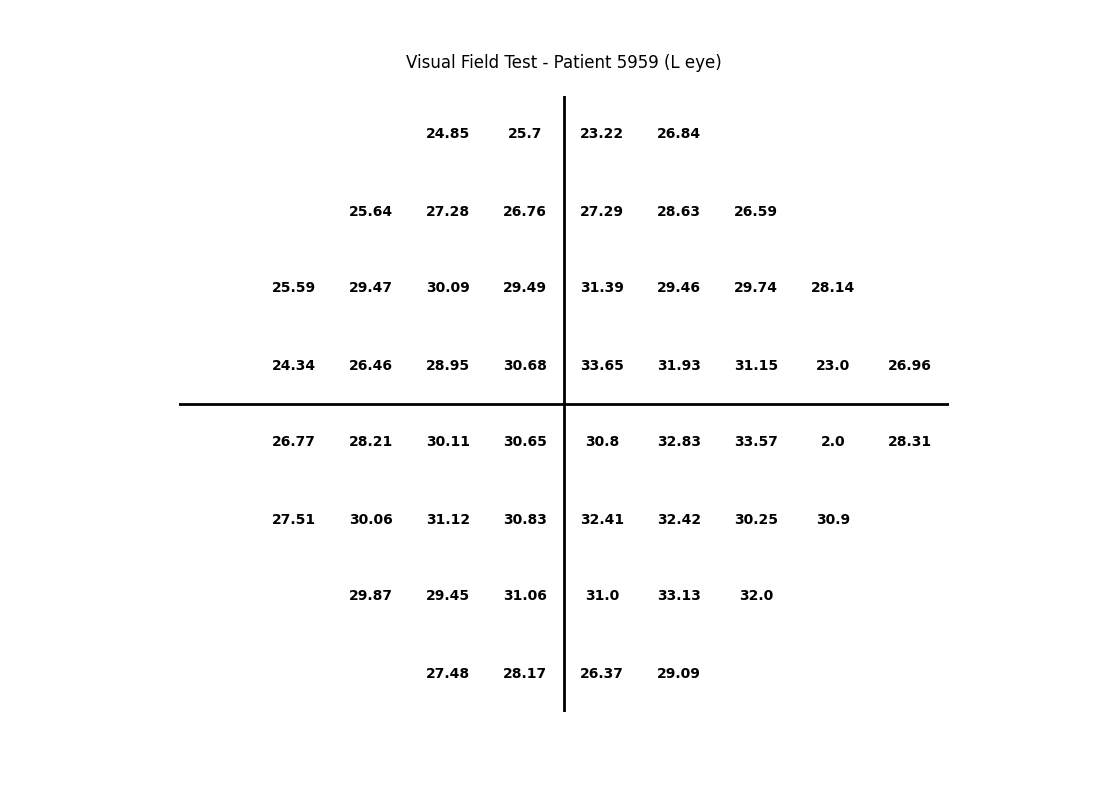 Visual Field Test - Patient 5959 (L eye)
24.85 25.7 23.22 26.84
25.64 27.28 26.76 27.29 28.63 26.59
25.59 29.47 30.09 29.49 31.39 29.46 29.74 28.14
24.34 26.46 28.95 30.68 33.65 31.93 31.15 23.0 26.96
26.77 28.21 30.11 30.65 30.8 32.83 33.57 2.0 28.31
27.51 30.06 31.12 30.83 32.41 32.42 30.25 30.9
29.87 29.45 31.06 31.0 33.13 32.0
27.48 28.17 26.37 29.09